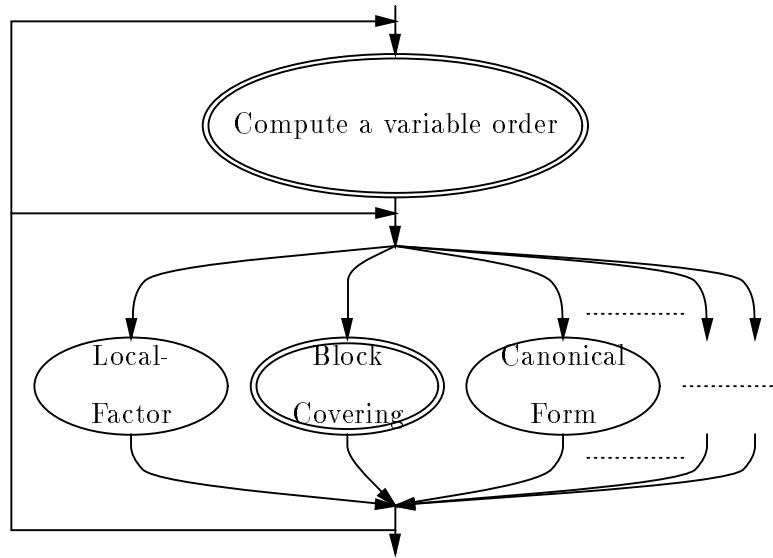 Compute a variable order
Local-
Factor
Block
Covering
Canonical
Form